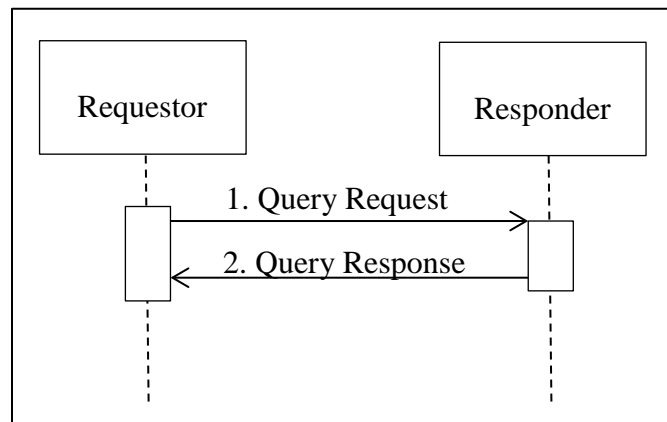 Requestor
Responder
1. Query Request
2. Query Response